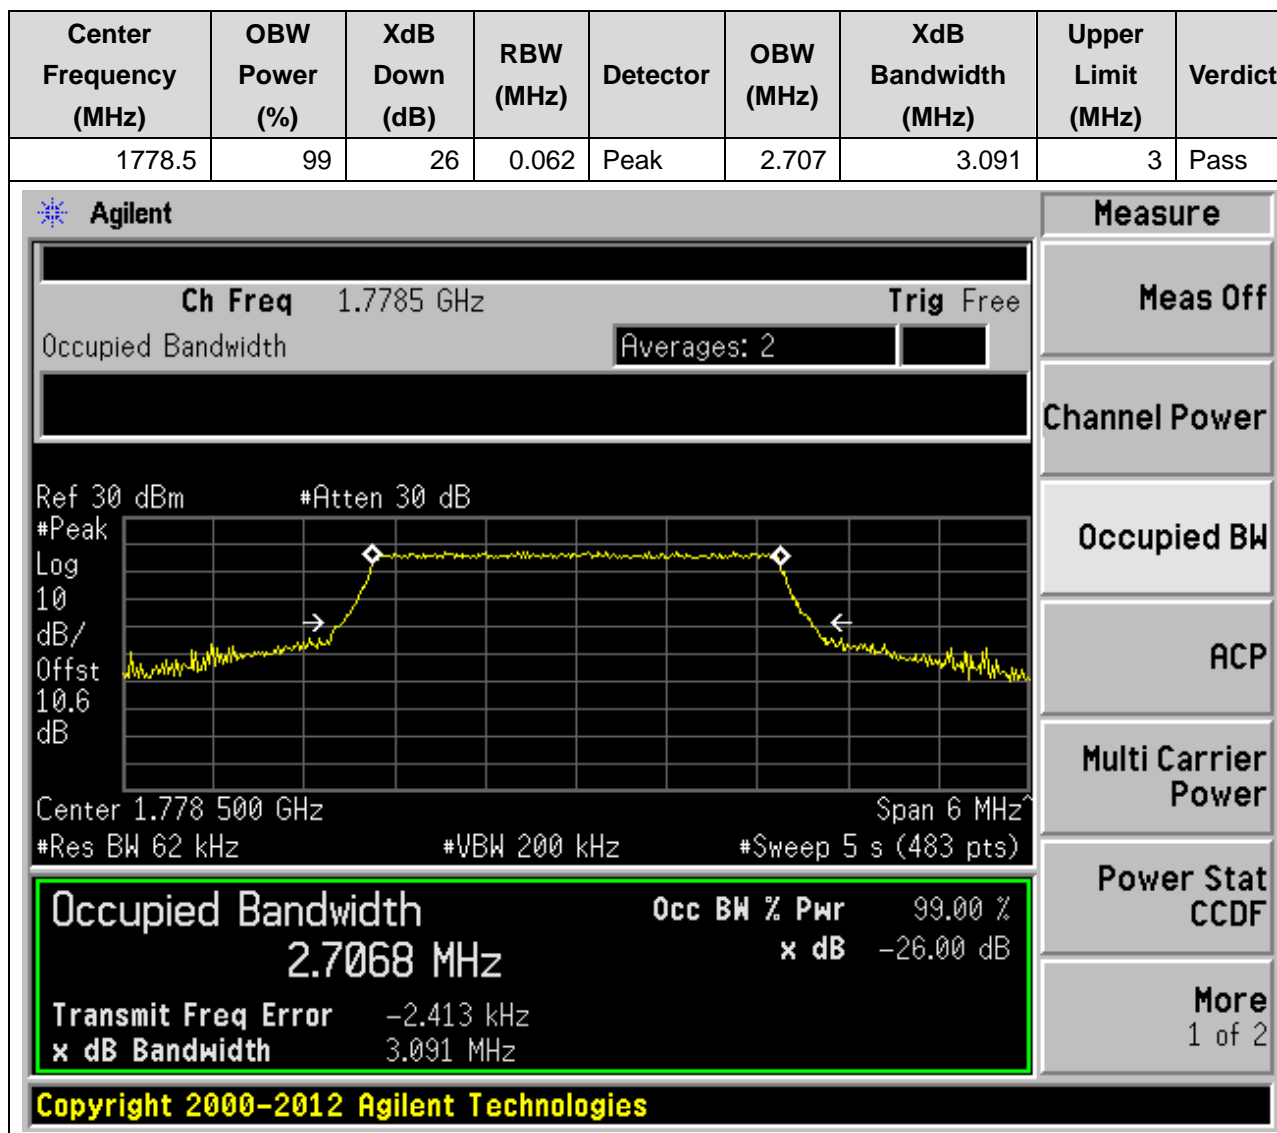 Center Frequency (MHz) OBW Power (%) XdB Down (dB) RBW (MHz) Detector OBW (MHz) XdB Bandwidth (MHz) Upper Limit (MHz) Verdict
1778.5 99 26 0.062 Peak 2.707 3.091 3 Pass
Agilent
Measure
Ch Freq 1.7785 GHz Trig Free
Meas Off
Occupied Bandwidth Averages: 2
Channel Power
Ref 30 dBm #Atten 30 dB
#Peak
Log
10
dB/
Offst
10.6
dB
Occupied BW
ACP
Multi Carrier
Power
Center 1.778 500 GHz Span 6 MHz^
#Res BW 62 kHz #VBW 200 kHz #Sweep 5 s (483 pts)
Power Stat
CCDF
Occupied Bandwidth Occ BW % Pwr 99.00 %
2.7068 MHz x dB -26.00 dB
Transmit Freq Error -2.413 kHz
x dB Bandwidth 3.091 MHz
More
1 of 2
Copyright 2000-2012 Agilent Technologies